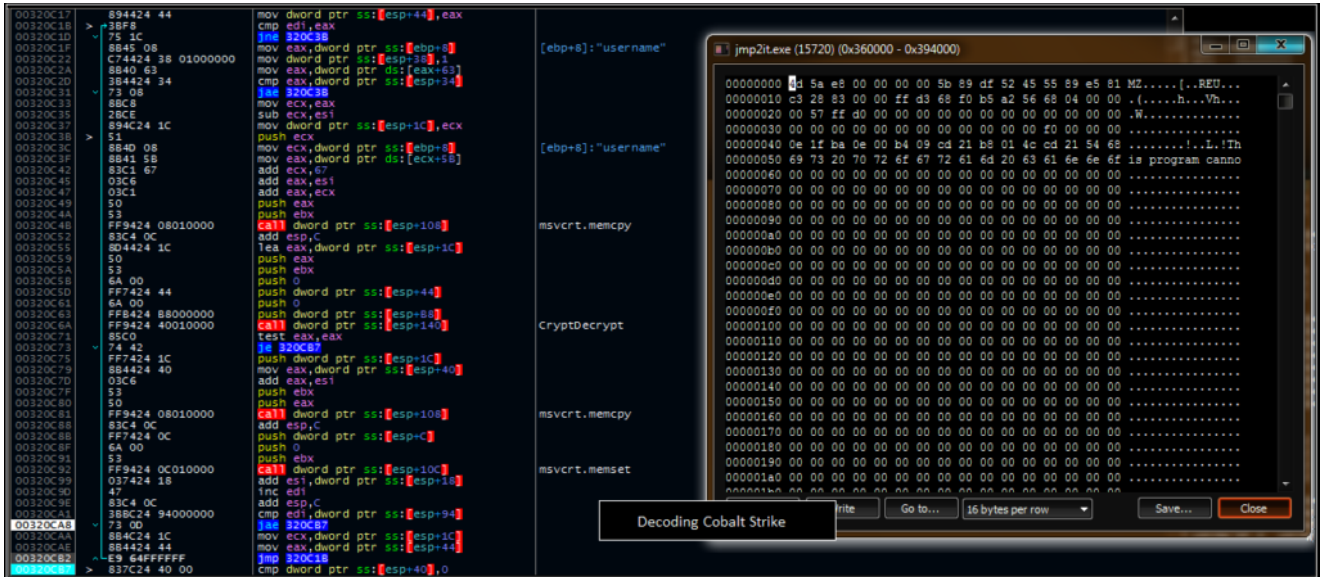 00320C17 894424 44 mov dword ptr ss:[esp+44],eax
00320C1B > 3BF8 cmp edi,eax
00320C1D 75 1C jne 320C3B
00320C1F 8B45 08 mov eax,dword ptr ss:[ebp+8] [ebp+8]:"username"
00320C22 C74424 38 01000000 mov dword ptr ss:[esp+38],1
00320C2A 8B40 63 mov eax,dword ptr ds:[eax+63]
00320C2D 3B4424 34 cmp eax,dword ptr ss:[esp+34]
00320C31 73 08 jae 320C3B
00320C33 8BC8 mov ecx,eax
00320C35 2BCE sub ecx,esi
00320C37 894C24 1C mov dword ptr ss:[esp+1C],ecx
00320C3B > 51 push ecx
00320C3C 8B4D 08 mov ecx,dword ptr ss:[ebp+8] [ebp+8]:"username"
00320C3F 8B41 5B mov eax,dword ptr ds:[ecx+5B]
00320C42 83C1 67 add ecx,67
00320C45 03C6 add eax,esi
00320C47 03C1 add eax,ecx
00320C49 50 push eax
00320C4A 53 push ebx
00320C4B FF9424 08010000 call dword ptr ss:[esp+108] msvcrt.memcpy
00320C52 83C4 0C add esp,C
00320C55 8D4424 1C lea eax,dword ptr ss:[esp+1C]
00320C59 50 push eax
00320C5A 53 push ebx
00320C5B 6A 00 push 0
00320C5D FF7424 44 push dword ptr ss:[esp+44]
00320C61 6A 00 push 0
00320C63 FFB424 B8000000 push dword ptr ss:[esp+B8]
00320C6A FF9424 40010000 call dword ptr ss:[esp+140] CryptDecrypt
00320C71 85C0 test eax,eax
00320C73 74 42 je 320CB7
00320C75 FF7424 1C push dword ptr ss:[esp+1C]
00320C79 8B4424 40 mov eax,dword ptr ss:[esp+40]
00320C7D 03C6 add eax,esi
00320C7F 53 push ebx
00320C80 50 push eax
00320C81 FF9424 08010000 call dword ptr ss:[esp+108] msvcrt.memcpy
00320C88 83C4 0C add esp,C
00320C8B FF7424 0C push dword ptr ss:[esp+C]
00320C8F 6A 00 push 0
00320C91 53 push ebx
00320C92 FF9424 0C010000 call dword ptr ss:[esp+10C] msvcrt.memset
00320C99 037424 18 add esi,dword ptr ss:[esp+18]
00320C9D 47 inc edi
00320C9E 83C4 0C add esp,C
00320CA1 3BBC24 94000000 cmp edi,dword ptr ss:[esp+94]
00320CA8 73 0D jae 320CB7
00320CAA 8B4C24 1C mov ecx,dword ptr ss:[esp+1C]
00320CAE 8B4424 44 mov eax,dword ptr ss:[esp+44]
00320CB2 E9 64FFFFFF jmp 320C1B
00320CB7 > 837C24 40 00 cmp dword ptr ss:[esp+40],0
jmp2it.exe (15720) (0x360000 - 0x394000)
00000000 4d 5a e8 00 00 00 00 5b 89 df 52 45 55 89 e5 81 MZ.....[..REU...
00000010 c3 28 83 00 00 ff d3 68 f0 b5 a2 56 68 04 00 00 .(.....h...Vh...
00000020 00 57 ff d0 00 00 00 00 00 00 00 00 00 00 00 00 .W..............
00000030 00 00 00 00 00 00 00 00 00 00 00 00 f0 00 00 00 ................
00000040 0e 1f ba 0e 00 b4 09 cd 21 b8 01 4c cd 21 54 68 ........!..L.!Th
00000050 69 73 20 70 72 6f 67 72 61 6d 20 63 61 6e 6e 6f is program canno
00000060 00 00 00 00 00 00 00 00 00 00 00 00 00 00 00 00 ................
00000070 00 00 00 00 00 00 00 00 00 00 00 00 00 00 00 00 ................
00000080 00 00 00 00 00 00 00 00 00 00 00 00 00 00 00 00 ................
00000090 00 00 00 00 00 00 00 00 00 00 00 00 00 00 00 00 ................
000000a0 00 00 00 00 00 00 00 00 00 00 00 00 00 00 00 00 ................
000000b0 00 00 00 00 00 00 00 00 00 00 00 00 00 00 00 00 ................
000000c0 00 00 00 00 00 00 00 00 00 00 00 00 00 00 00 00 ................
000000d0 00 00 00 00 00 00 00 00 00 00 00 00 00 00 00 00 ................
000000e0 00 00 00 00 00 00 00 00 00 00 00 00 00 00 00 00 ................
000000f0 00 00 00 00 00 00 00 00 00 00 00 00 00 00 00 00 ................
00000100 00 00 00 00 00 00 00 00 00 00 00 00 00 00 00 00 ................
00000110 00 00 00 00 00 00 00 00 00 00 00 00 00 00 00 00 ................
00000120 00 00 00 00 00 00 00 00 00 00 00 00 00 00 00 00 ................
00000130 00 00 00 00 00 00 00 00 00 00 00 00 00 00 00 00 ................
00000140 00 00 00 00 00 00 00 00 00 00 00 00 00 00 00 00 ................
00000150 00 00 00 00 00 00 00 00 00 00 00 00 00 00 00 00 ................
00000160 00 00 00 00 00 00 00 00 00 00 00 00 00 00 00 00 ................
00000170 00 00 00 00 00 00 00 00 00 00 00 00 00 00 00 00 ................
00000180 00 00 00 00 00 00 00 00 00 00 00 00 00 00 00 00 ................
00000190 00 00 00 00 00 00 00 00 00 00 00 00 00 00 00 00 ................
000001a0 00 00 00 00 00 00 00 00 00 00 00 00 00 00 00 00 ................
Go to... 16 bytes per row Save... Close
Decoding Cobalt Strike